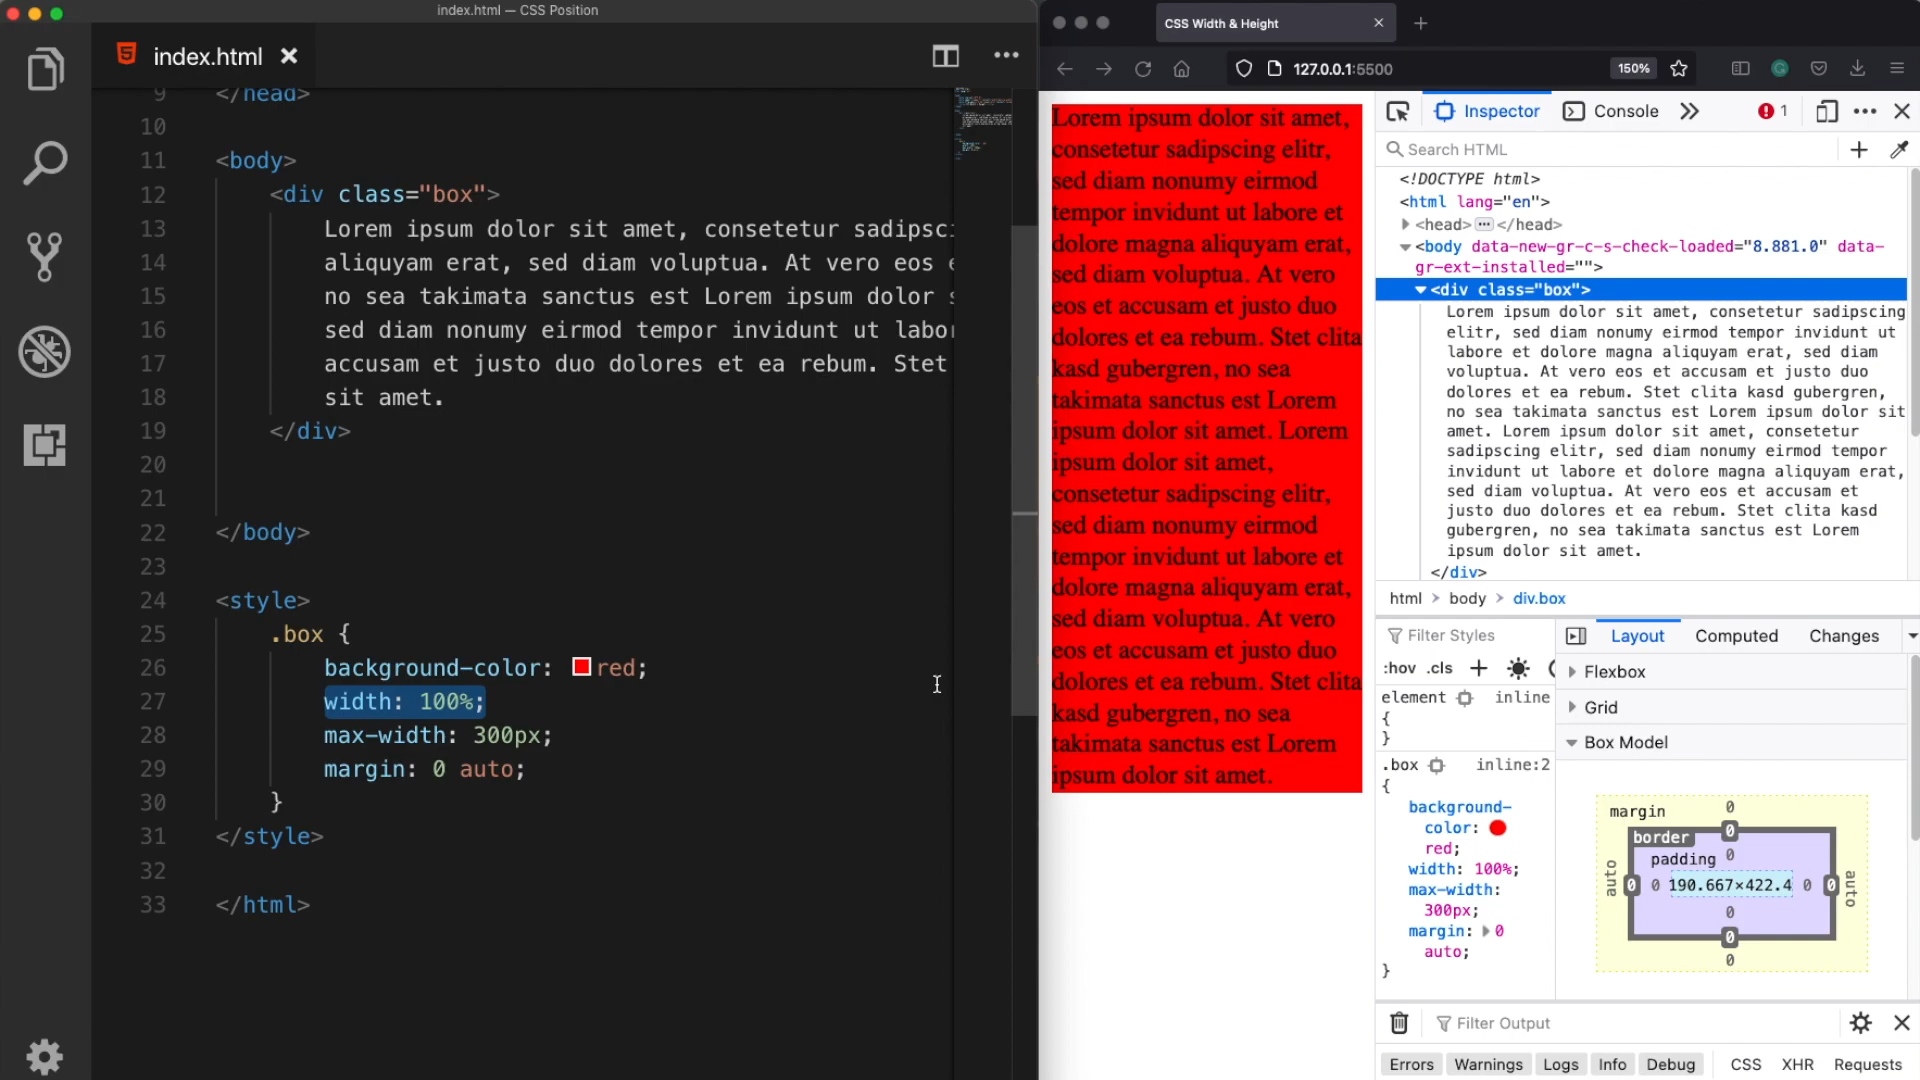 index.html — CSS Position
index.html
9 </head>
10
11 <body>
12 <div class="box">
13 Lorem ipsum dolor sit amet, consetetur sadipsci
14 aliquyam erat, sed diam voluptua. At vero eos e
15 no sea takimata sanctus est Lorem ipsum dolor s
16 sed diam nonumy eirmod tempor invidunt ut labor
17 accusam et justo duo dolores et ea rebum. Stet
18 sit amet.
19 </div>
20
21
22 </body>
23
24 <style>
25 .box {
26 background-color: red;
27 width: 100%;
28 max-width: 300px;
29 margin: 0 auto;
30 }
31 </style>
32
33 </html>
CSS Width & Height
127.0.0.1:5500
150%
Lorem ipsum dolor sit amet,
consetetur sadipscing elitr,
sed diam nonumy eirmod
tempor invidunt ut labore et
dolore magna aliquyam erat,
sed diam voluptua. At vero
eos et accusam et justo duo
dolores et ea rebum. Stet clita
kasd gubergren, no sea
takimata sanctus est Lorem
ipsum dolor sit amet. Lorem
ipsum dolor sit amet,
consetetur sadipscing elitr,
sed diam nonumy eirmod
tempor invidunt ut labore et
dolore magna aliquyam erat,
sed diam voluptua. At vero
eos et accusam et justo duo
dolores et ea rebum. Stet clita
kasd gubergren, no sea
takimata sanctus est Lorem
ipsum dolor sit amet.
Inspector Console 1
Search HTML
<!DOCTYPE html>
<html lang="en">
<head> </head>
<body data-new-gr-c-s-check-loaded="8.881.0" data-
gr-ext-installed="">
<div class="box">
Lorem ipsum dolor sit amet, consetetur sadipscing
elitr, sed diam nonumy eirmod tempor invidunt ut
labore et dolore magna aliquyam erat, sed diam
voluptua. At vero eos et accusam et justo duo
dolores et ea rebum. Stet clita kasd gubergren,
no sea takimata sanctus est Lorem ipsum dolor sit
amet. Lorem ipsum dolor sit amet, consetetur
sadipscing elitr, sed diam nonumy eirmod tempor
invidunt ut labore et dolore magna aliquyam erat,
sed diam voluptua. At vero eos et accusam et
justo duo dolores et ea rebum. Stet clita kasd
gubergren, no sea takimata sanctus est Lorem
ipsum dolor sit amet.
</div>
html > body > div.box
Filter Styles
:hov .cls +
element inline
{
}
.box inline:2
{
background-
color:
red;
width: 100%;
max-width:
300px;
margin: 0
auto;
}
Layout Computed Changes
Flexbox
Grid
Box Model
margin 0
border 0
padding 0
auto 0 0 190.667×422.4 0 0 auto
0
0
0
Filter Output
Errors Warnings Logs Info Debug CSS XHR Requests